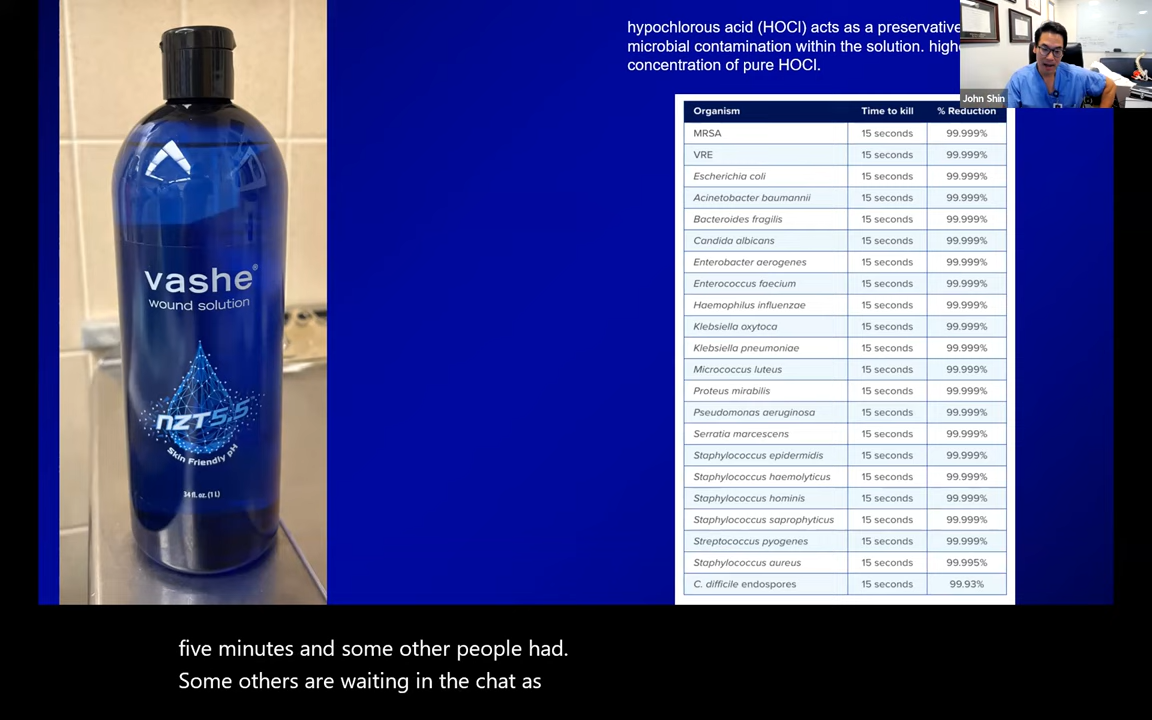 hypochlorous acid (HOCl) acts as a preservative
microbial contamination within the solution.
concentration of pure HOCl.
John Shin
vashe®
wound solution
nzt5.5
Skin Friendly pH
34 fl. oz. (1 L)
Organism Time to kill % Reduction
MRSA 15 seconds 99.999%
VRE 15 seconds 99.999%
Escherichia coli 15 seconds 99.999%
Acinetobacter baumannii 15 seconds 99.999%
Bacteroides fragilis 15 seconds 99.999%
Candida albicans 15 seconds 99.999%
Enterobacter aerogenes 15 seconds 99.999%
Enterococcus faecium 15 seconds 99.999%
Haemophilus influenzae 15 seconds 99.999%
Klebsiella oxytoca 15 seconds 99.999%
Klebsiella pneumoniae 15 seconds 99.999%
Micrococcus luteus 15 seconds 99.999%
Proteus mirabilis 15 seconds 99.999%
Pseudomonas aeruginosa 15 seconds 99.999%
Serratia marcescens 15 seconds 99.999%
Staphylococcus epidermidis 15 seconds 99.999%
Staphylococcus haemolyticus 15 seconds 99.999%
Staphylococcus hominis 15 seconds 99.999%
Staphylococcus saprophyticus 15 seconds 99.999%
Streptococcus pyogenes 15 seconds 99.999%
Staphylococcus aureus 15 seconds 99.995%
C. difficile endospores 15 seconds 99.93%
five minutes and some other people had.
Some others are waiting in the chat as